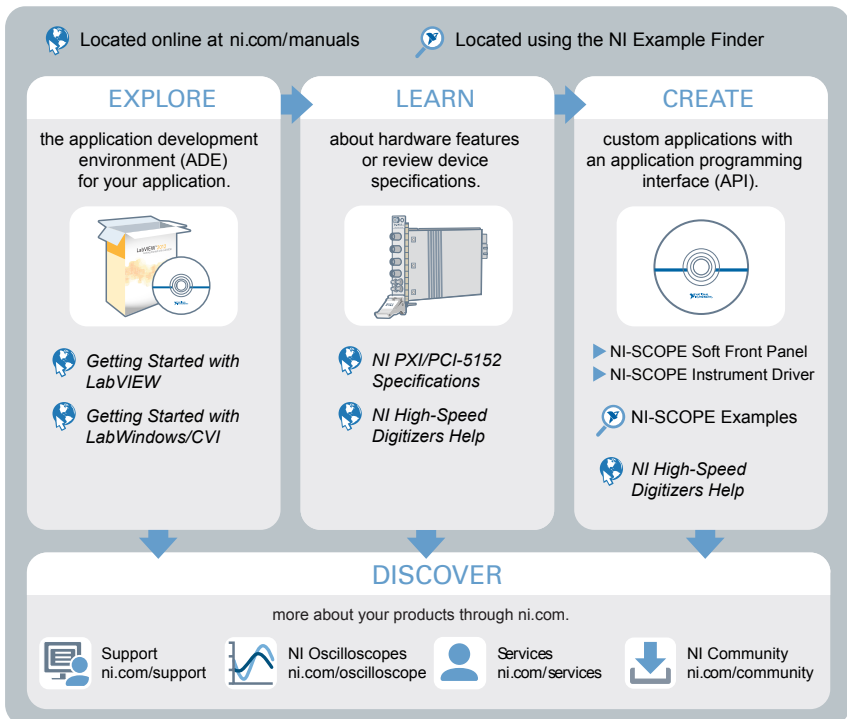 Located online at ni.com/manuals
Located using the NI Example Finder
EXPLORE
the application development
environment (ADE)
for your application.
LabVIEW
Getting Started with
LabVIEW
Getting Started with
LabWindows/CVI
LEARN
about hardware features
or review device
specifications.
NI PXI/PCI-5152
Specifications
NI High-Speed
Digitizers Help
CREATE
custom applications with
an application programming
interface (API).
NI-SCOPE Soft Front Panel
NI-SCOPE Instrument Driver
NI-SCOPE Examples
NI High-Speed
Digitizers Help
DISCOVER
more about your products through ni.com.
Support
ni.com/support
NI Oscilloscopes
ni.com/oscilloscope
Services
ni.com/services
NI Community
ni.com/community